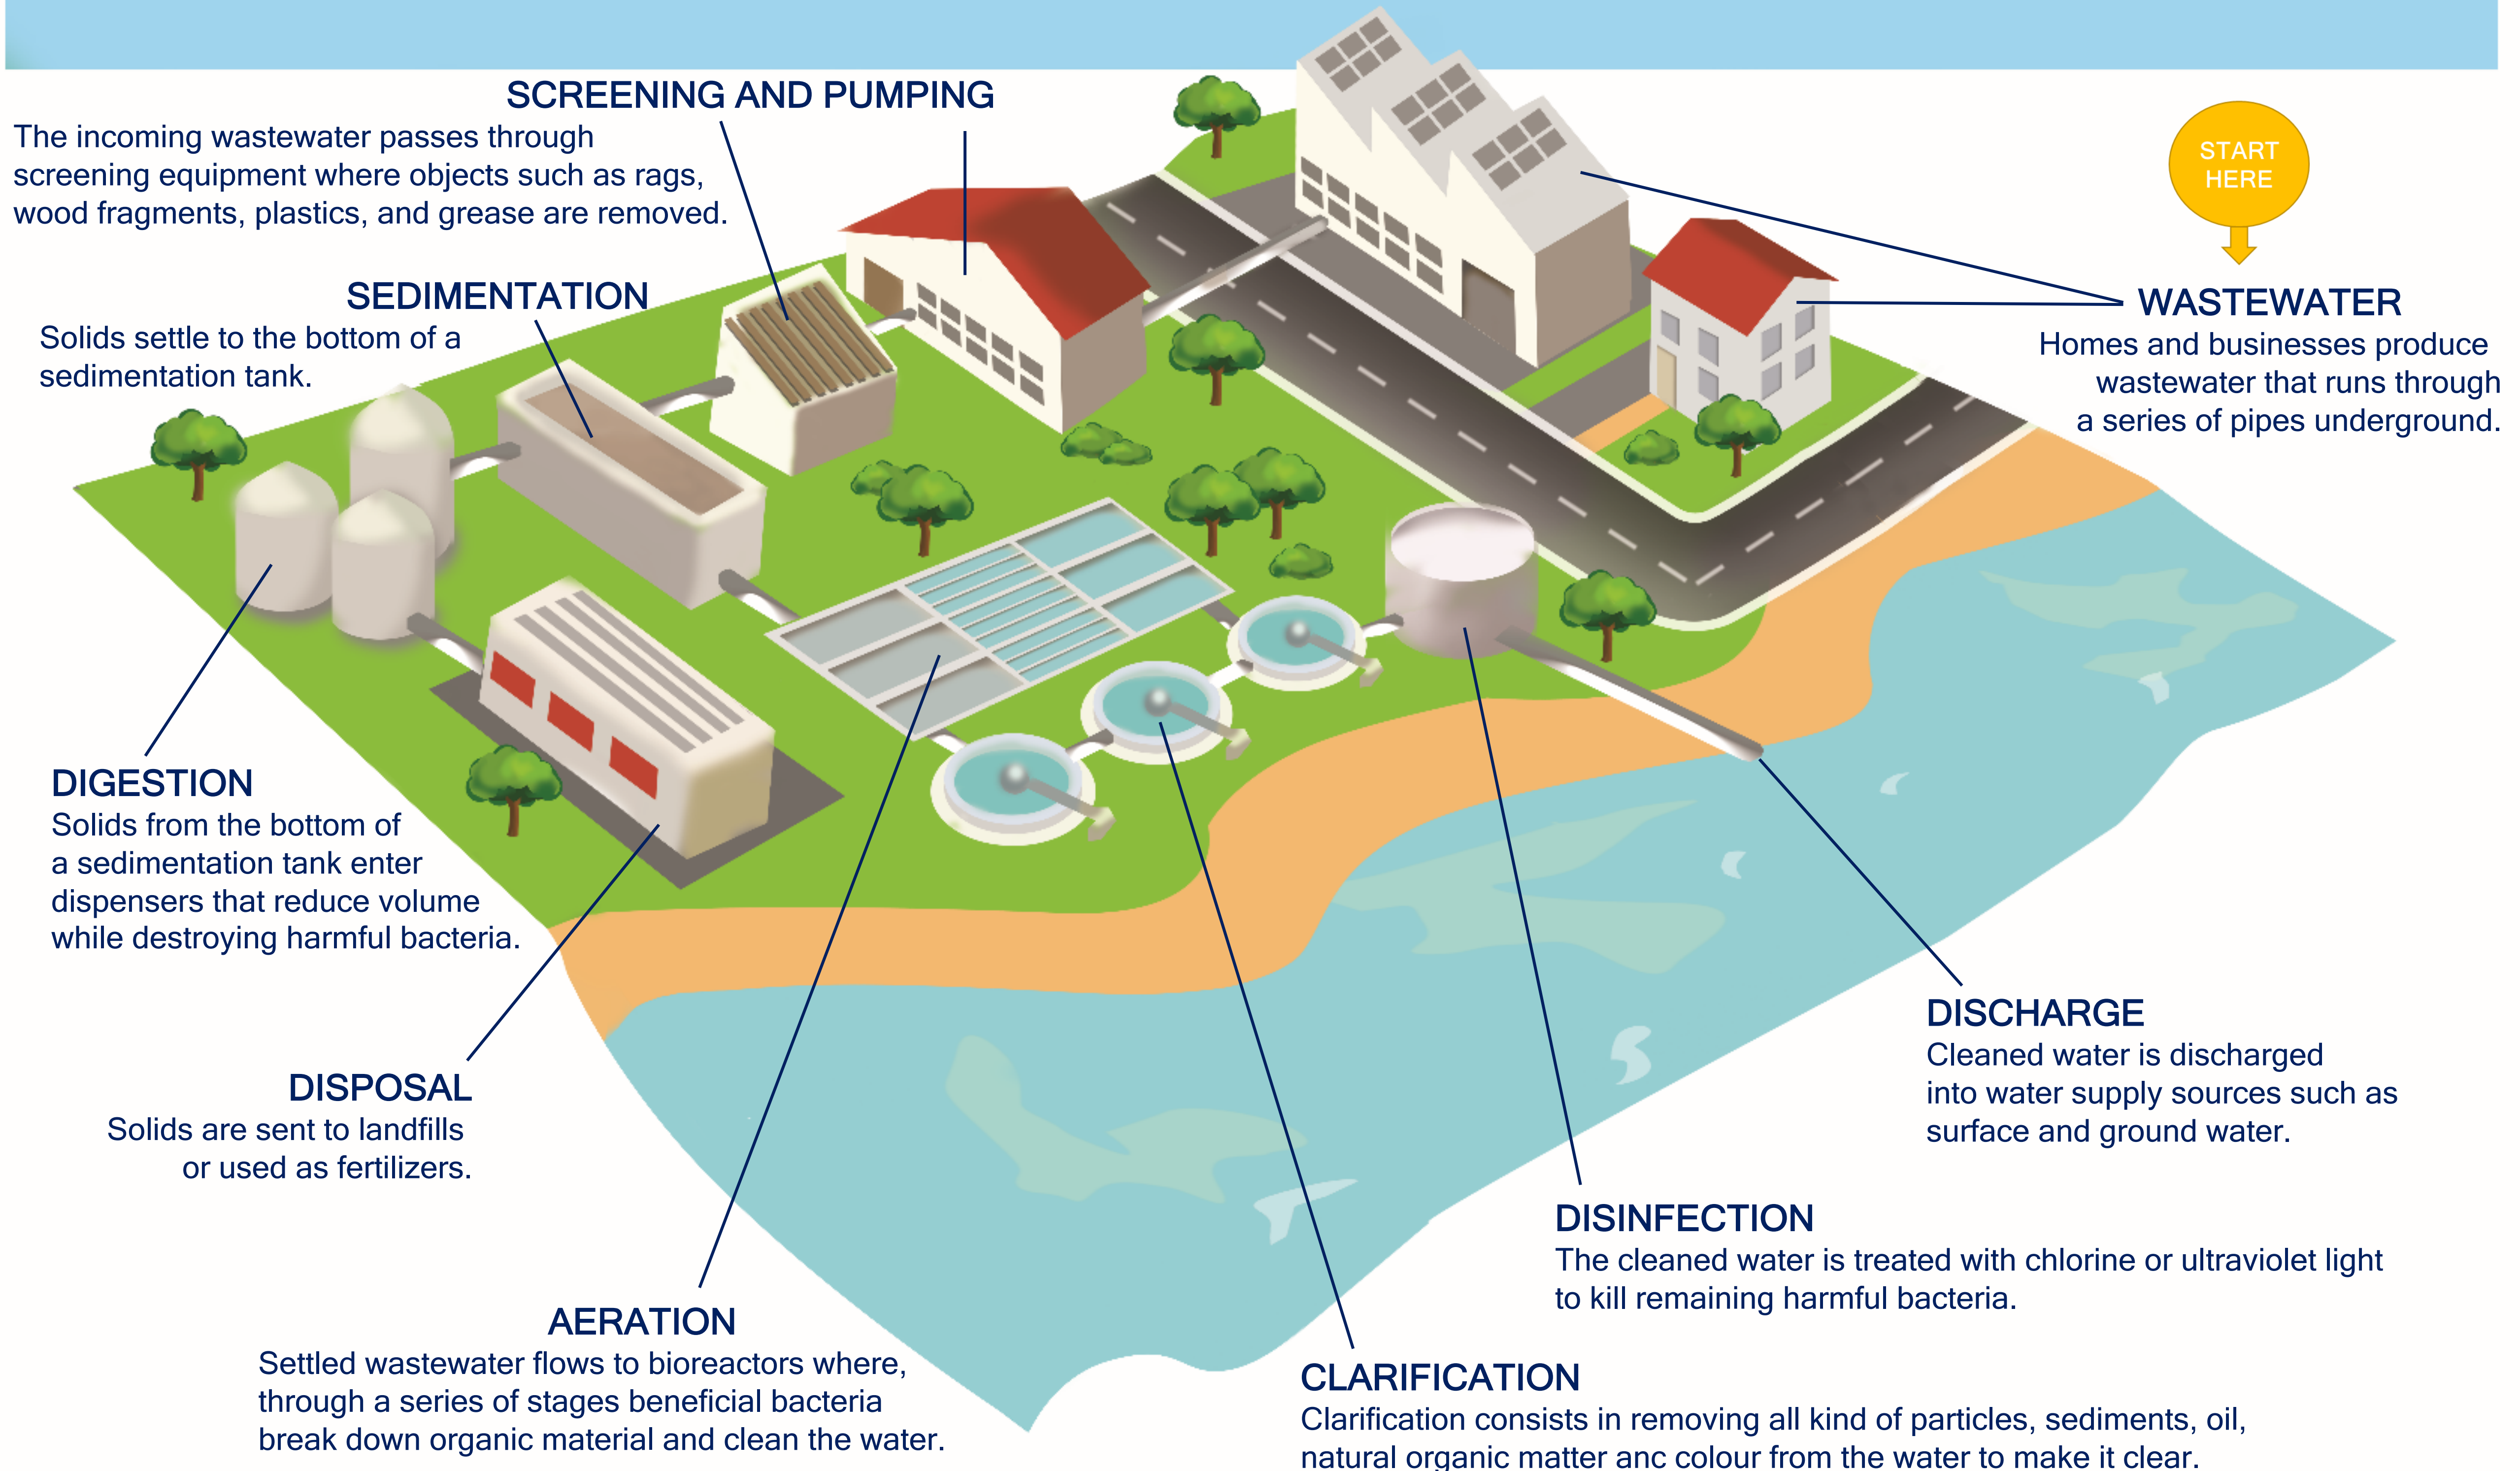 START
HERE
WASTEWATER
Homes and businesses produce
wastewater that runs through
a series of pipes underground.
SCREENING AND PUMPING
The incoming wastewater passes through
screening equipment where objects such as rags,
wood fragments, plastics, and grease are removed.
SEDIMENTATION
Solids settle to the bottom of a
sedimentation tank.
DIGESTION
Solids from the bottom of
a sedimentation tank enter
dispensers that reduce volume
while destroying harmful bacteria.
DISPOSAL
Solids are sent to landfills
or used as fertilizers.
AERATION
Settled wastewater flows to bioreactors where,
through a series of stages beneficial bacteria
break down organic material and clean the water.
CLARIFICATION
Clarification consists in removing all kind of particles, sediments, oil,
natural organic matter anc colour from the water to make it clear.
DISINFECTION
The cleaned water is treated with chlorine or ultraviolet light
to kill remaining harmful bacteria.
DISCHARGE
Cleaned water is discharged
into water supply sources such as
surface and ground water.